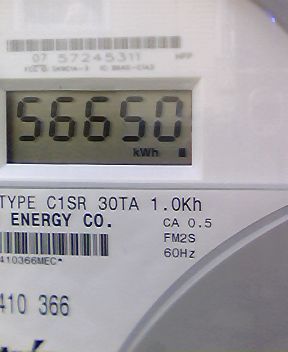 07 57245311
56650
kWh
TYPE C1SR 30TA 1.0Kh
ENERGY CO.
CA 0.5
FM2S
60Hz
410366MEC*
410 366